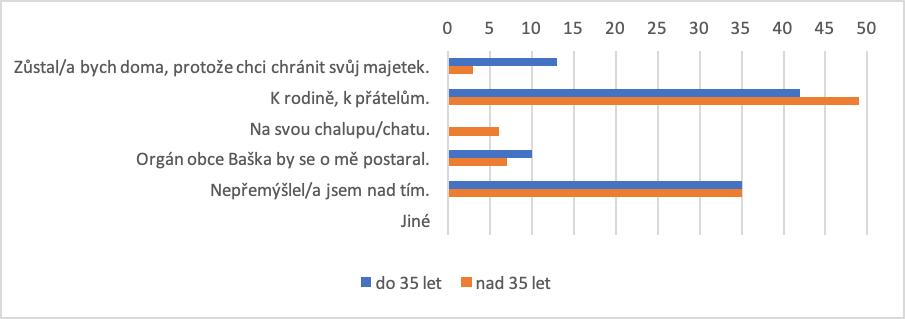 0 5 10 15 20 25 30 35 40 45 50
Zůstal/a bych doma, protože chci chránit svůj majetek.
K rodině, k přátelům.
Na svou chalupu/chatu.
Orgán obce Baška by se o mě postaral.
Nepřemýšlel/a jsem nad tím.
Jiné
do 35 let nad 35 let